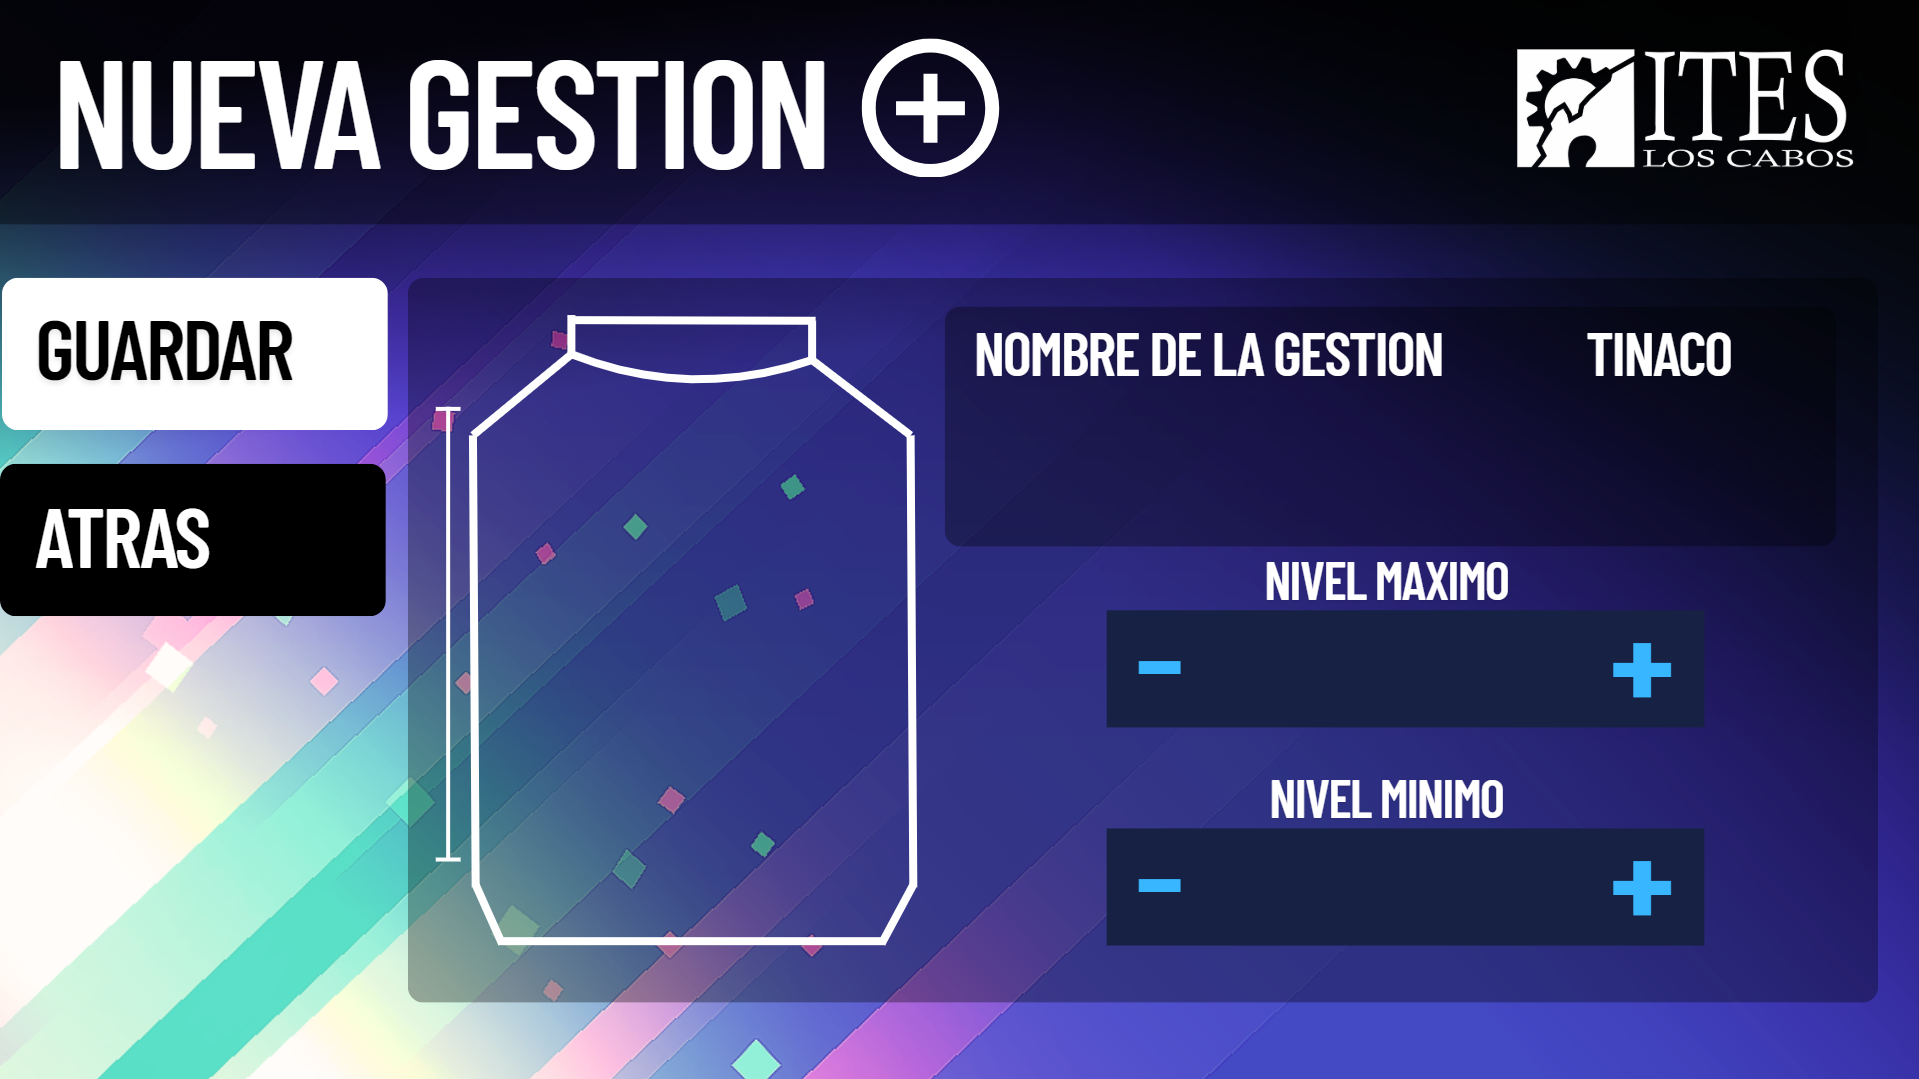 NUEVA GESTION
ITES
LOS CABOS
GUARDAR
ATRAS
NOMBRE DE LA GESTION TINACO
NIVEL MAXIMO
- +
NIVEL MINIMO
- +